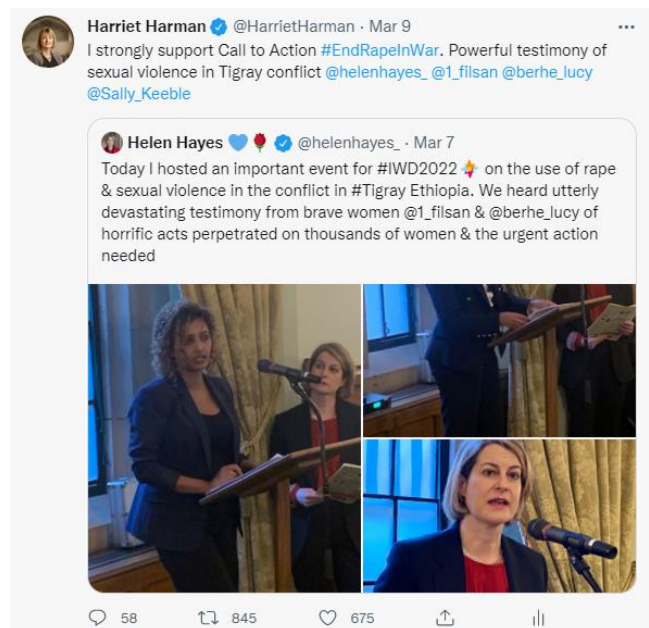 Harriet Harman @HarrietHarman · Mar 9
I strongly support Call to Action #EndRapeInWar. Powerful testimony of
sexual violence in Tigray conflict @helenhayes_ @1_filsan @berhe_lucy
@Sally_Keeble
Helen Hayes 💙🌹 @helenhayes_ · Mar 7
Today I hosted an important event for #IWD2022 on the use of rape
& sexual violence in the conflict in #Tigray Ethiopia. We heard utterly
devastating testimony from brave women @1_filsan & @berhe_lucy of
horrific acts perpetrated on thousands of women & the urgent action
needed
58 845 675